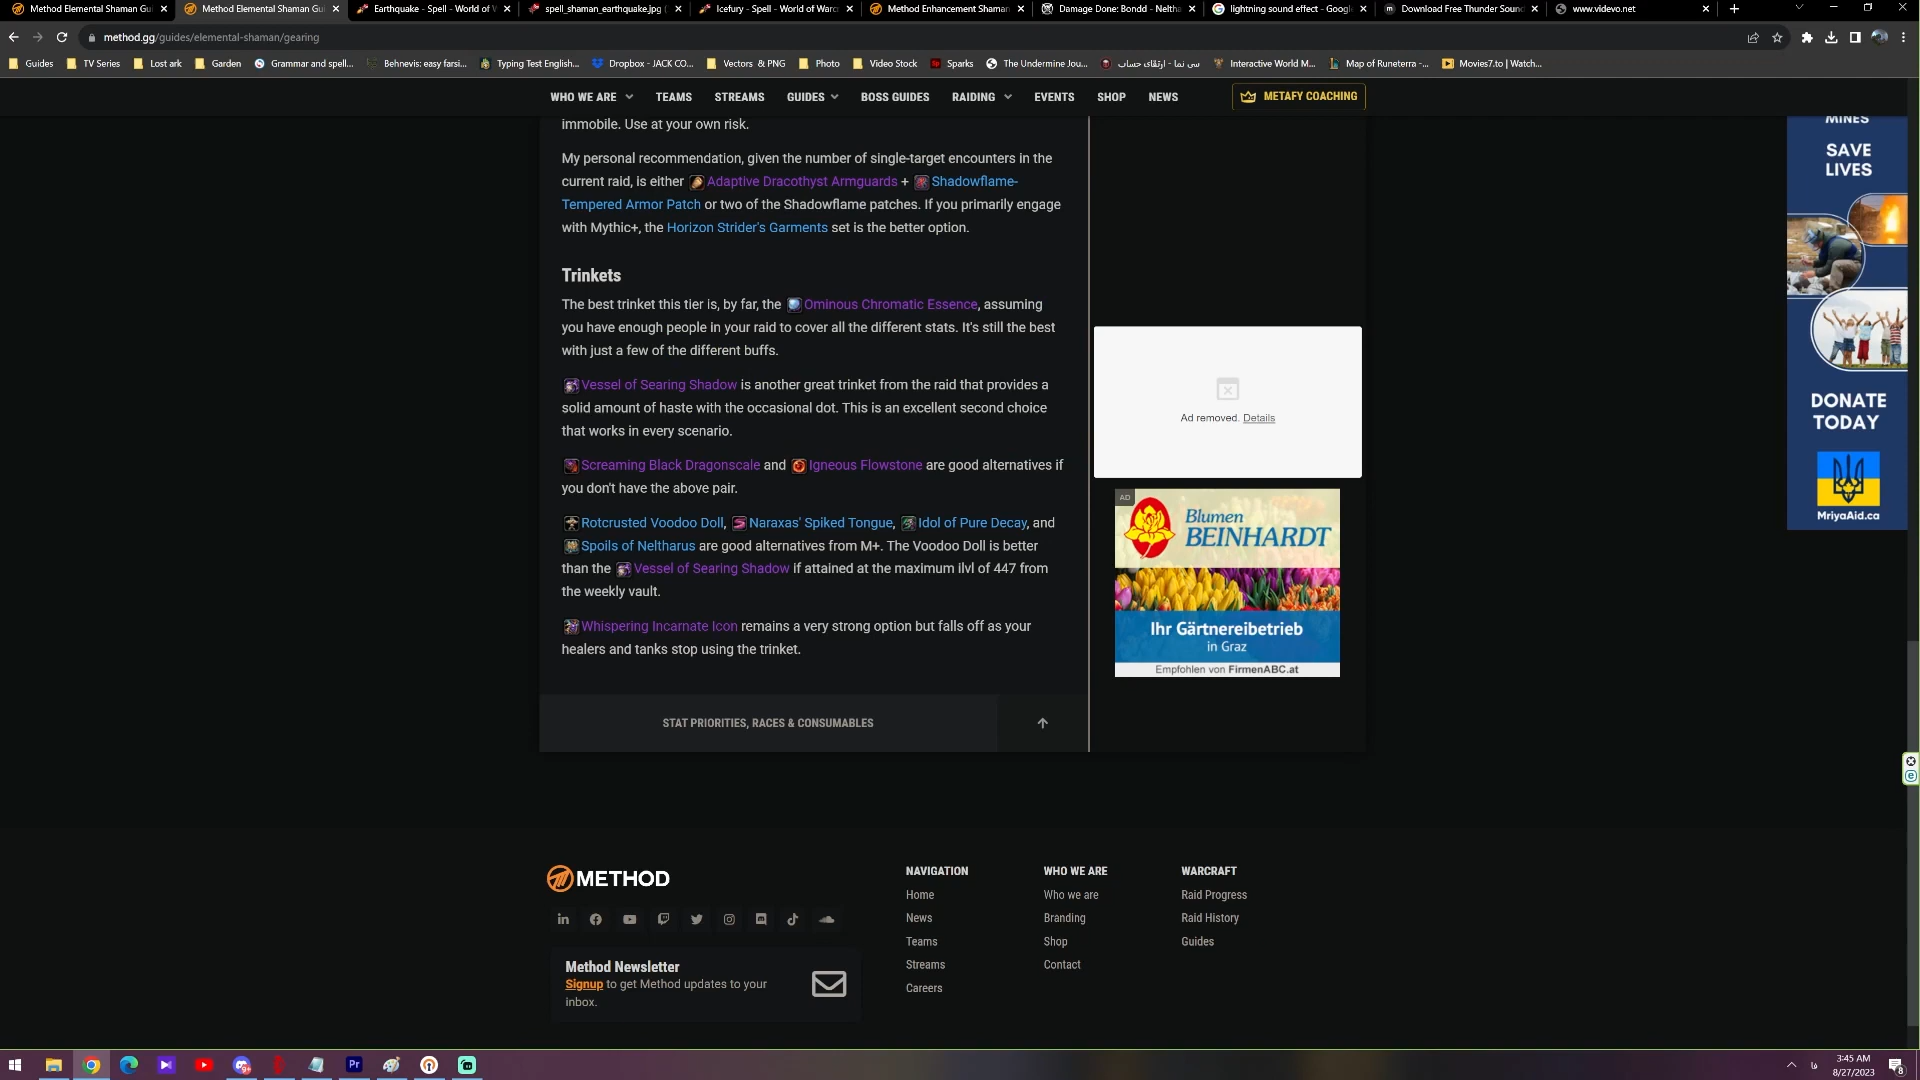 Method Elemental Shaman Gui
Method Elemental Shaman Gui
Earthquake - Spell - World of W
spell_shaman_earthquake.jpg (
Icefury - Spell - World of Warc
Method Enhancement Shaman
Damage Done: Bondd - Neltha
lightning sound effect - Google
Download Free Thunder Sound
www.videvo.net
method.gg/guides/elemental-shaman/gearing
Guides
TV Series
Lost ark
Garden
Grammar and spell...
Behnevis: easy farsi...
Typing Test English...
Dropbox - JACK CO...
Vectors & PNG
Photo
Video Stock
Sparks
The Undermine Jou...
سی نما - ارتقای حساب
Interactive World M...
Map of Runeterra -...
Movies7.to | Watch...
WHO WE ARE
TEAMS
STREAMS
GUIDES
BOSS GUIDES
RAIDING
EVENTS
SHOP
NEWS
METAFY COACHING
immobile. Use at your own risk.
My personal recommendation, given the number of single-target encounters in the
current raid, is either Adaptive Dracothyst Armguards + Shadowflame-
Tempered Armor Patch or two of the Shadowflame patches. If you primarily engage
with Mythic+, the Horizon Strider's Garments set is the better option.
Trinkets
The best trinket this tier is, by far, the Ominous Chromatic Essence, assuming
you have enough people in your raid to cover all the different stats. It's still the best
with just a few of the different buffs.
Vessel of Searing Shadow is another great trinket from the raid that provides a
solid amount of haste with the occasional dot. This is an excellent second choice
that works in every scenario.
Screaming Black Dragonscale and Igneous Flowstone are good alternatives if
you don't have the above pair.
Rotcrusted Voodoo Doll, Naraxas' Spiked Tongue, Idol of Pure Decay, and
Spoils of Neltharus are good alternatives from M+. The Voodoo Doll is better
than the Vessel of Searing Shadow if attained at the maximum ilvl of 447 from
the weekly vault.
Whispering Incarnate Icon remains a very strong option but falls off as your
healers and tanks stop using the trinket.
STAT PRIORITIES, RACES & CONSUMABLES
Ad removed. Details
AD
Blumen
BEINHARDT
Ihr Gärtnereibetrieb
in Graz
Empfohlen von FirmenABC.at
MINES
SAVE
LIVES
DONATE
TODAY
MriyaAid.ca
METHOD
Method Newsletter
Signup to get Method updates to your
inbox.
NAVIGATION
Home
News
Teams
Streams
Careers
WHO WE ARE
Who we are
Branding
Shop
Contact
WARCRAFT
Raid Progress
Raid History
Guides
Pr
فا
3:45 AM
8/27/2023
8